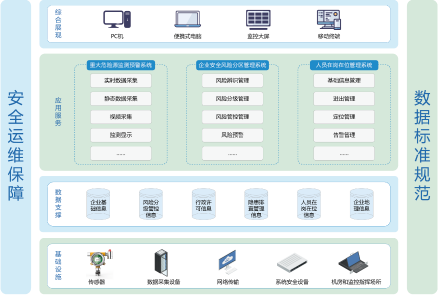 安全运维保障
综合展现
PC机
便携式电脑
监控大屏
移动终端
数据标准规范
应用服务
重大危险源监测预警系统
实时数据采集
静态数据采集
视频采集
监测显示
......
企业安全风险分区管理系统
风险辨识管理
风险分级管理
风险管控管理
风险预警
......
人员在岗在位管理系统
基础信息管理
进出管理
定位管理
告警管理
......
数据支撑
企业基
础信息
风险分
级管控
信息
行政许
可信息
隐患排
查管理
信息
人员在
岗在位
信息
企业地
理信息
基础设施
传感器
数据采集设备
网络传输
系统安全设备
机房和监控指挥场所